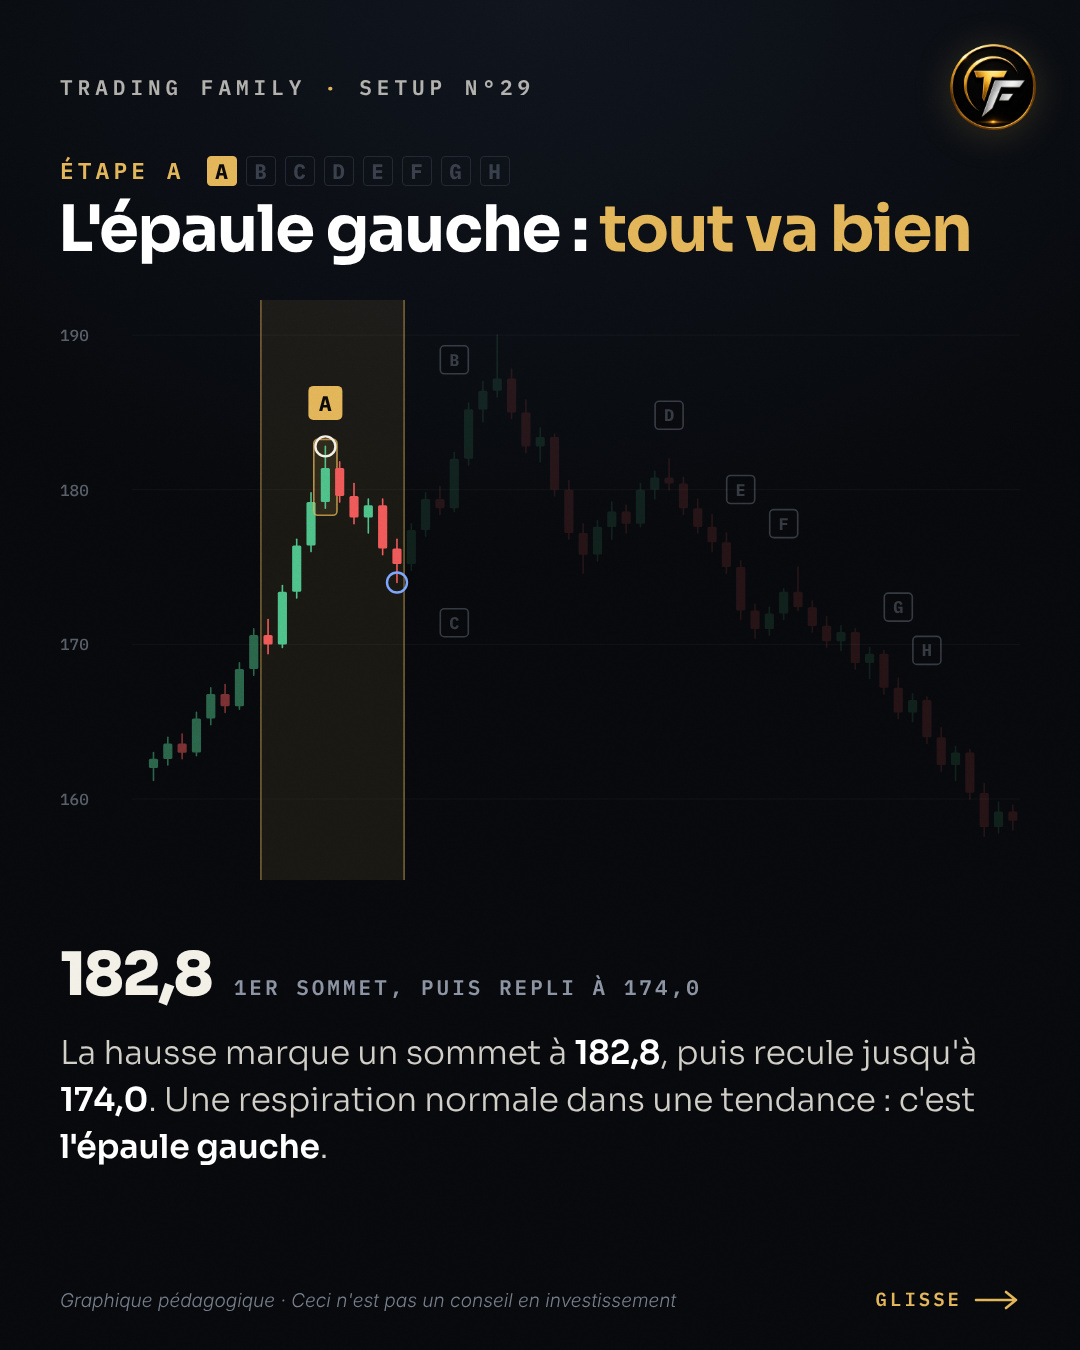 TRADING FAMILY · SETUP N°29
TF
ÉTAPE A A B C D E F G H
L'épaule gauche : tout va bien
190
B
A
D
180
E
F
G
C
170
H
160
182,8 1ER SOMMET, PUIS REPLI À 174,0
La hausse marque un sommet à 182,8, puis recule jusqu'à
174,0. Une respiration normale dans une tendance : c'est
l'épaule gauche.
Graphique pédagogique · Ceci n'est pas un conseil en investissement
GLISSE →